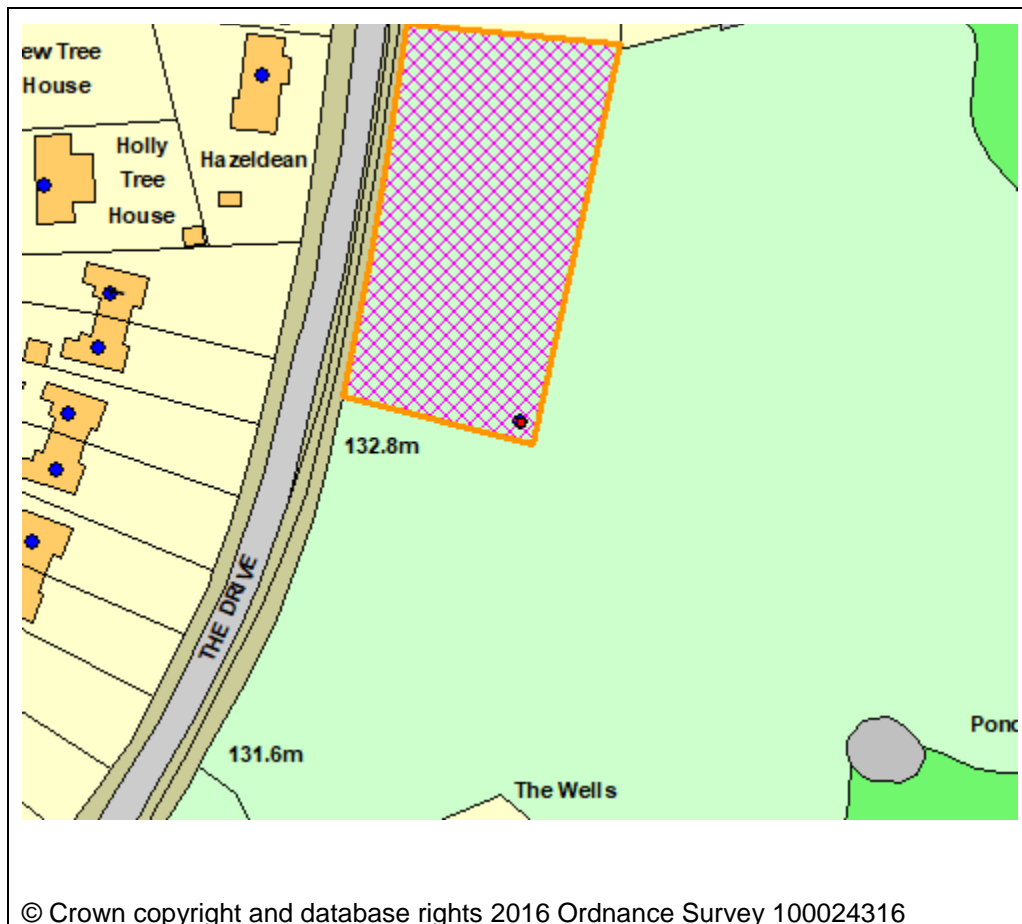 ew Tree
House
Holly
Tree
House
Hazeldean
132.8m
THE DRIVE
131.6m
The Wells
Pond
© Crown copyright and database rights 2016 Ordnance Survey 100024316